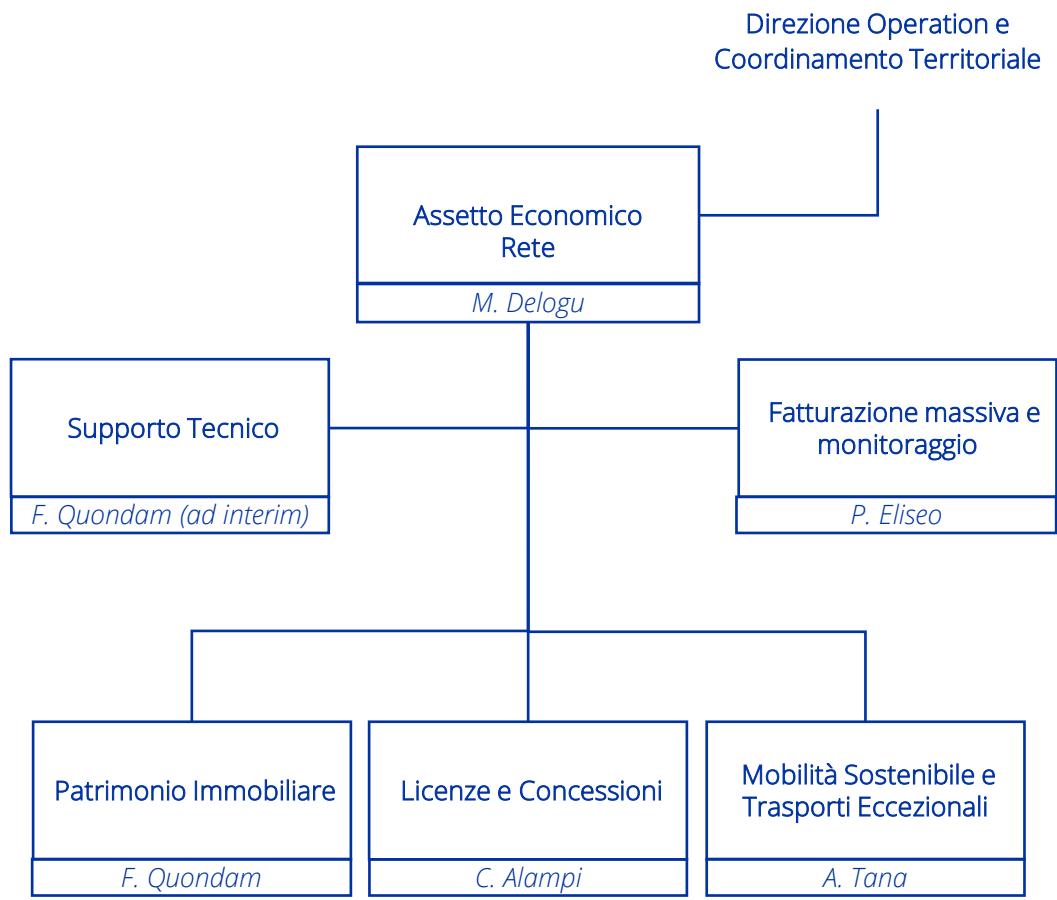 Direzione Operation e
Coordinamento Territoriale
Assetto Economico
Rete
M. Delogu
Supporto Tecnico
F. Quondam (ad interim)
Fatturazione massiva e
monitoraggio
P. Eliseo
Patrimonio Immobiliare
F. Quondam
Licenze e Concessioni
C. Alampi
Mobilità Sostenibile e
Trasporti Eccezionali
A. Tana